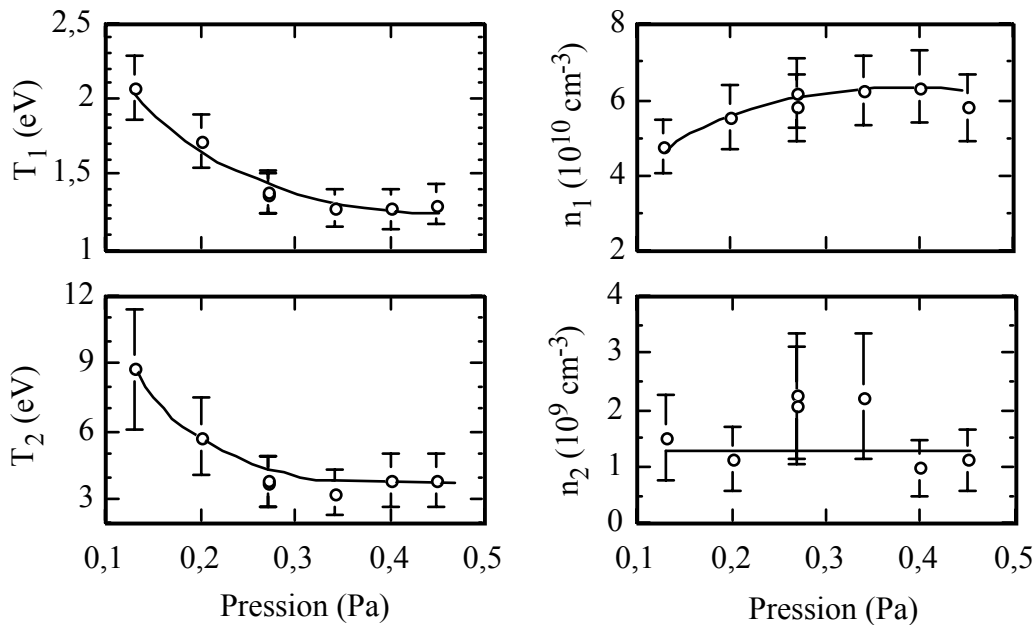 2,5
2
1,5
1
T1 (eV)
8
6
4
2
n1 (10^10 cm-3)
12
9
6
3
T2 (eV)
0,1 0,2 0,3 0,4 0,5
Pression (Pa)
4
3
2
1
0
n2 (10^9 cm-3)
0,1 0,2 0,3 0,4 0,5
Pression (Pa)